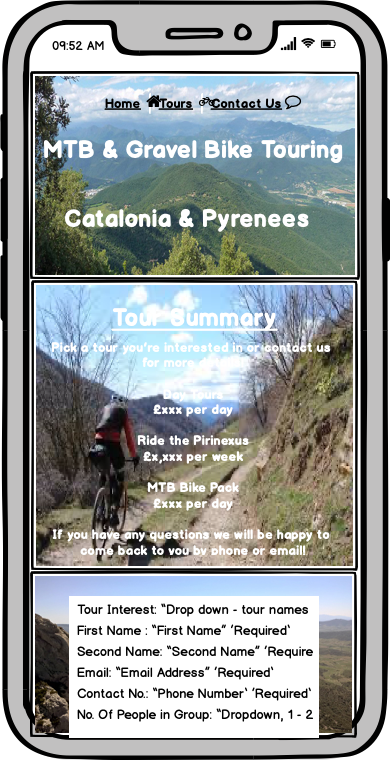 09:52 AM
Home Tours Contact Us
MTB & Gravel Bike Touring
Catalonia & Pyrenees
Tour Summary
Pick a tour you're interested in or contact us
for more
Day Tours
£xxx per day
Ride the Pirinexus
£x,xxx per week
MTB Bike Pack
£xxx per day
If you have any questions we will be happy to
come back to you by phone or email!
Tour Interest: "Drop down - tour names
First Name : "First Name" 'Required`
Second Name: "Second Name" 'Require
Email: "Email Address" 'Required`
Contact No.: "Phone Number` 'Required`
No. Of People in Group: "Dropdown, 1 - 2